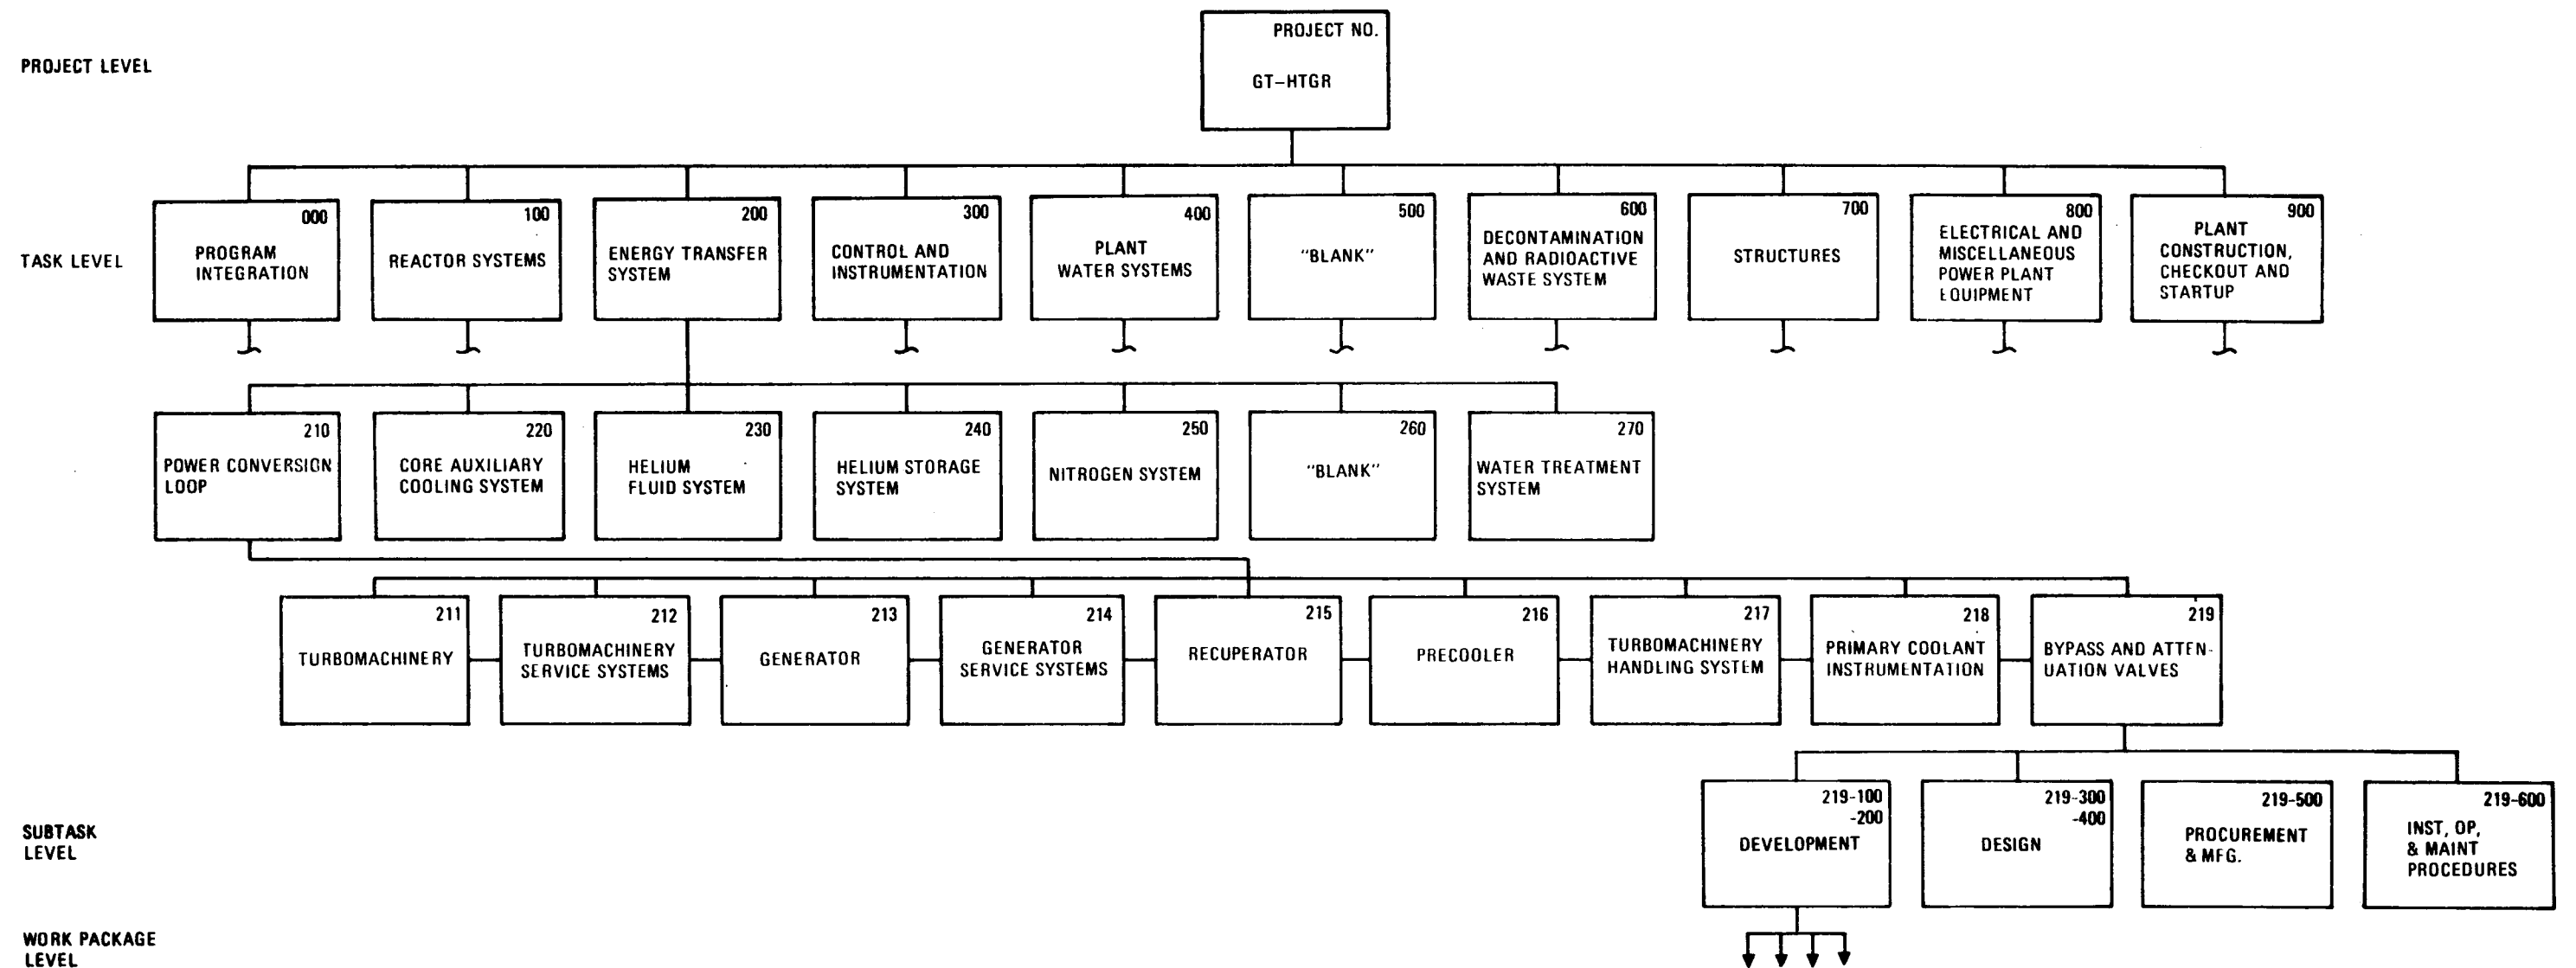 PROJECT LEVEL
PROJECT NO.
GT-HTGR
TASK LEVEL
000
PROGRAM
INTEGRATION
100
REACTOR SYSTEMS
200
ENERGY TRANSFER
SYSTEM
300
CONTROL AND
INSTRUMENTATION
400
PLANT
WATER SYSTEMS
500
"BLANK"
600
DECONTAMINATION
AND RADIOACTIVE
WASTE SYSTEM
700
STRUCTURES
800
ELECTRICAL AND
MISCELLANEOUS
POWER PLANT
EQUIPMENT
900
PLANT
CONSTRUCTION,
CHECKOUT AND
STARTUP
210
POWER CONVERSION
LOOP
220
CORE AUXILIARY
COOLING SYSTEM
230
HELIUM
FLUID SYSTEM
240
HELIUM STORAGE
SYSTEM
250
NITROGEN SYSTEM
260
"BLANK"
270
WATER TREATMENT
SYSTEM
211
TURBOMACHINERY
212
TURBOMACHINERY
SERVICE SYSTEMS
213
GENERATOR
214
GENERATOR
SERVICE SYSTEMS
215
RECUPERATOR
216
PRECOOLER
217
TURBOMACHINERY
HANDLING SYSTEM
218
PRIMARY COOLANT
INSTRUMENTATION
219
BYPASS AND ATTEN-
UATION VALVES
SUBTASK
LEVEL
219-100
-200
DEVELOPMENT
219-300
-400
DESIGN
219-500
PROCUREMENT
& MFG.
219-600
INST, OP,
& MAINT
PROCEDURES
WORK PACKAGE
LEVEL